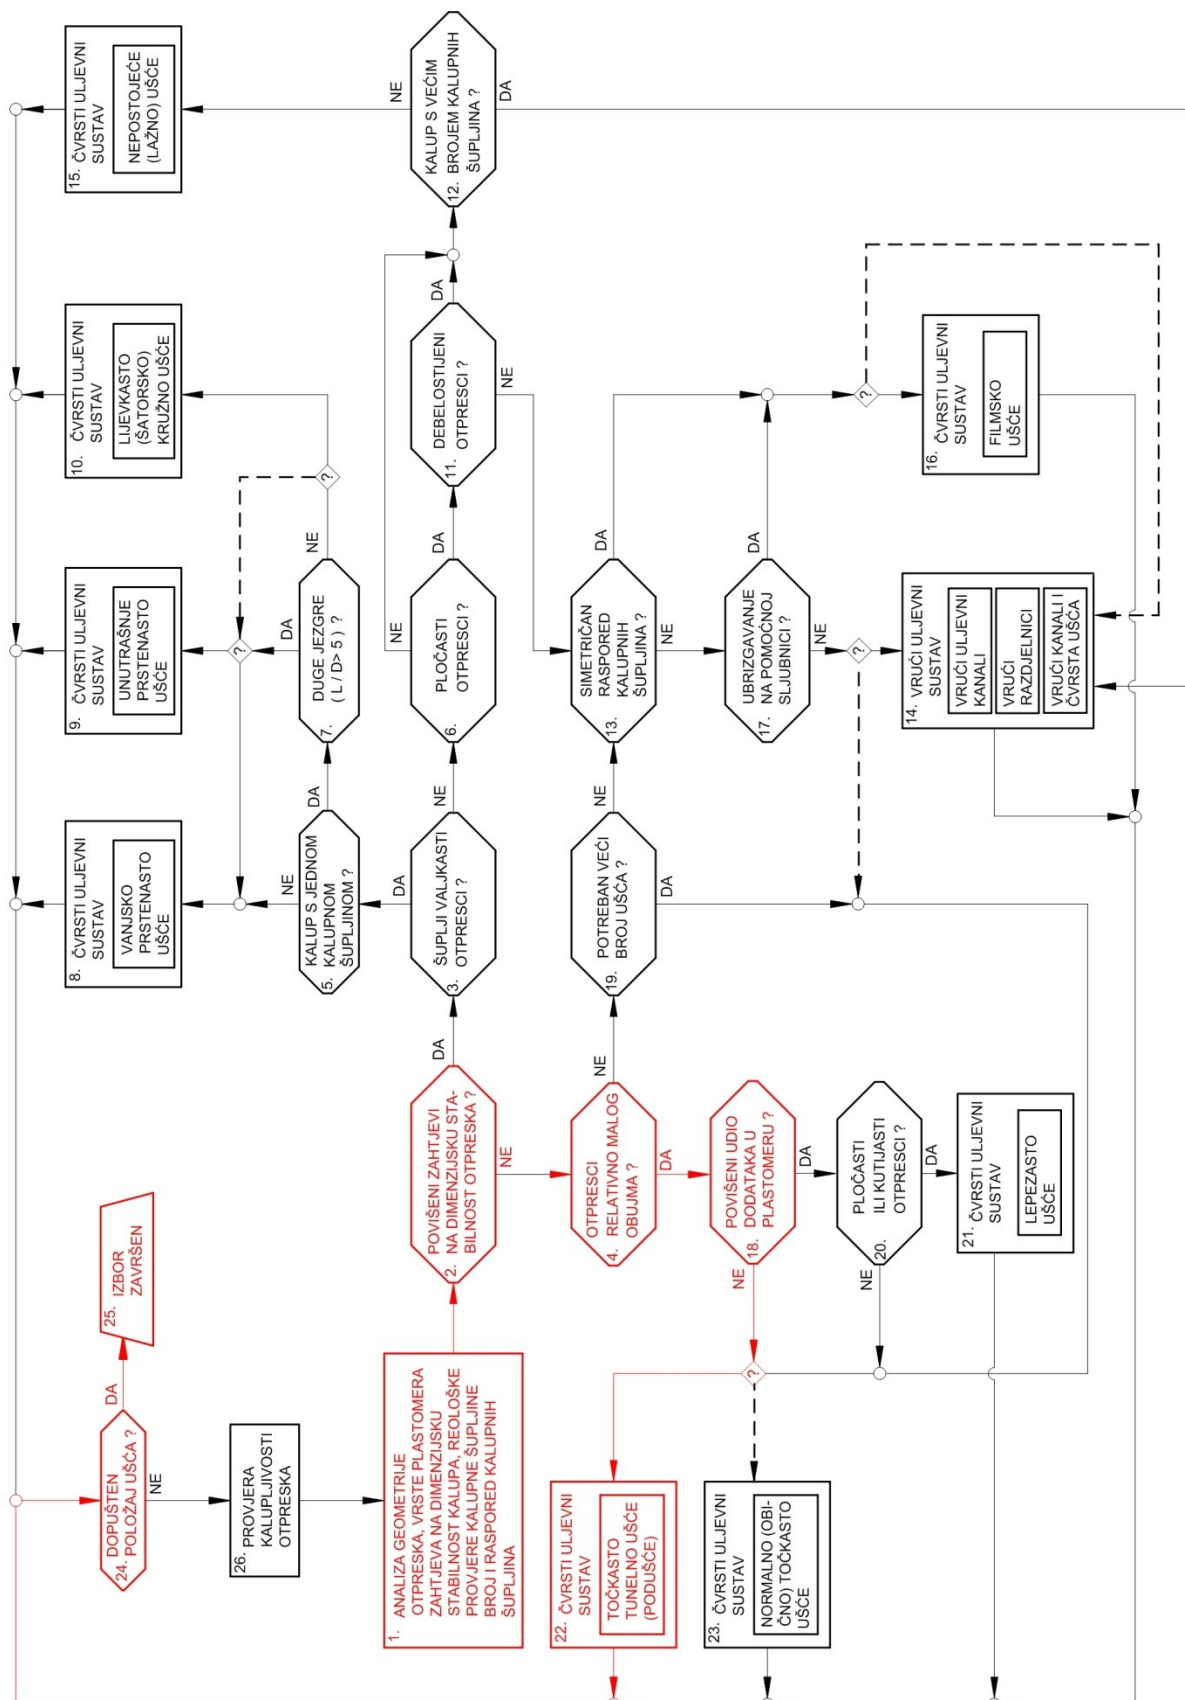 1. ANALIZA GEOMETRIJE
OTPRESKA, VRSTE PLASTOMERA
ZAHTJEVA NA DIMENZIJSKU
STABILNOST KALUPA, REOLOŠKE
PROVJERE KALUPNE ŠUPLJINE
BROJ I RASPORED KALUPNIH
ŠUPLJINA
2. POVIŠENI ZAHTJEVI
NA DIMENZIJSKU STA-
BILNOST OTPRESKA ?
DA
NE
3. ŠUPLJI VALJKASTI
OTPRESCI ?
DA
NE
4. OTPRESCI
RELATIVNO MALOG
OBUJMA ?
NE
DA
5. KALUP S JEDNOM
KALUPNOM
ŠUPLJINOM ?
NE
DA
6. PLOČASTI
OTPRESCI ?
NE
DA
7. DUGE JEZGRE
( L / D> 5 ) ?
DA
NE
?
?
8. ČVRSTI ULJEVNI
SUSTAV
VANJSKO
PRSTENASTO
UŠĆE
9. ČVRSTI ULJEVNI
SUSTAV
UNUTRAŠNJE
PRSTENASTO
UŠĆE
10. ČVRSTI ULJEVNI
SUSTAV
LIJEVKASTO
(ŠATORSKO)
KRUŽNO UŠĆE
11. DEBELOSTIJENI
OTPRESCI ?
DA
NE
12. KALUP S VEĆIM
BROJEM KALUPNIH
ŠUPLJINA ?
NE
DA
13. SIMETRIČAN
RASPORED
KALUPNIH
ŠUPLJINA ?
DA
NE
14. VRUĆI ULJEVNI
SUSTAV
VRUĆI ULJEVNI
KANALI
VRUĆI
RAZDJELNICI
VRUĆI KANALI I
ČVRSTA UŠĆA
15. ČVRSTI ULJEVNI
SUSTAV
NEPOSTOJEĆE
(LAŽNO) UŠĆE
16. ČVRSTI ULJEVNI
SUSTAV
FILMSKO
UŠĆE
?
17. UBRIZGAVANJE
NA POMOĆNOJ
SLJUBNICI ?
DA
NE
?
18. POVIŠENI UDIO
DODATAKA U
PLASTOMERU ?
NE
DA
19. POTREBAN VEĆI
BROJ UŠĆA ?
NE
DA
20. PLOČASTI
ILI KUTIJASTI
OTPRESCI ?
NE
DA
21. ČVRSTI ULJEVNI
SUSTAV
LEPEZASTO
UŠĆE
?
22. ČVRSTI ULJEVNI
SUSTAV
TOČKASTO
TUNELNO UŠĆE
(PODUŠĆE)
23. ČVRSTI ULJEVNI
SUSTAV
NORMALNO (OBI-
ČNO) TOČKASTO
UŠĆE
24. DOPUŠTEN
POLOŽAJ UŠĆA ?
DA
NE
25. IZBOR
ZAVRŠEN
26. PROVJERA
KALUPLJIVOSTI
OTPRESKA